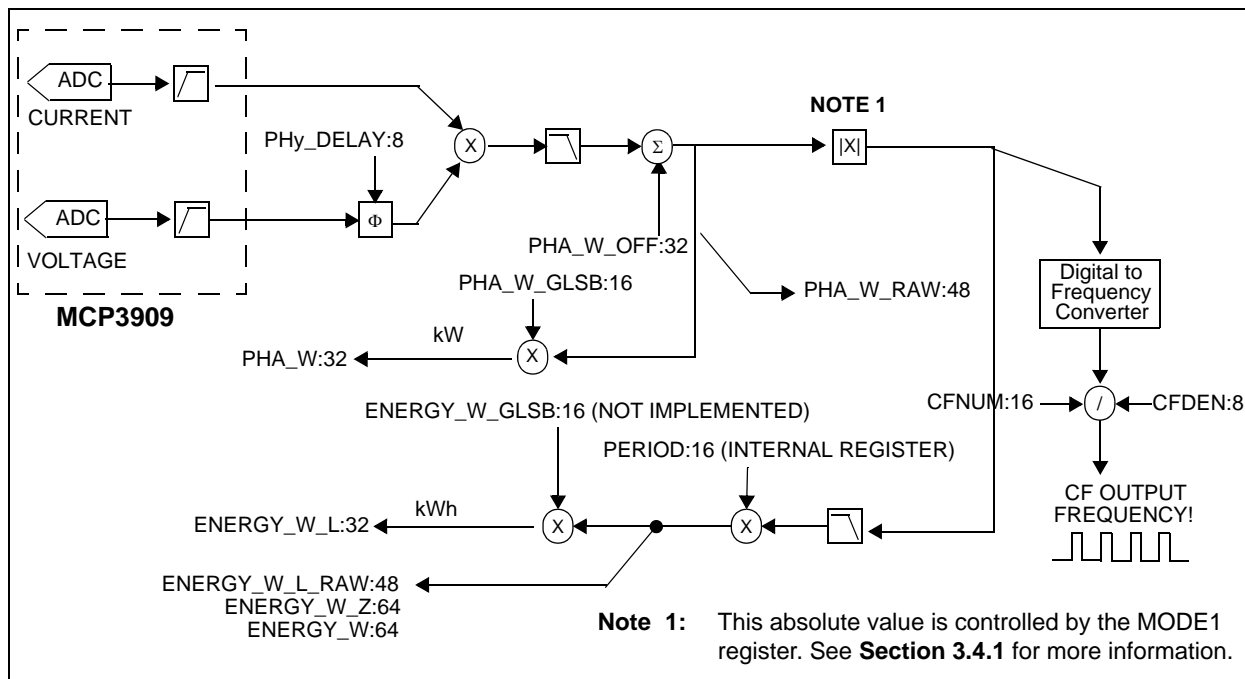 ADC
CURRENT
NOTE 1
PHy_DELAY:8
X
Σ
|X|
ADC
Φ
VOLTAGE
PHA_W_OFF:32
MCP3909
PHA_W_GLSB:16
PHA_W_RAW:48
Digital to
Frequency
Converter
kW
PHA_W:32
X
ENERGY_W_GLSB:16 (NOT IMPLEMENTED)
CFNUM:16
/
CFDEN:8
PERIOD:16 (INTERNAL REGISTER)
CF OUTPUT
FREQUENCY!
kWh
ENERGY_W_L:32
X
X
ENERGY_W_L_RAW:48
ENERGY_W_Z:64
ENERGY_W:64
Note 1: This absolute value is controlled by the MODE1
register. See Section 3.4.1 for more information.